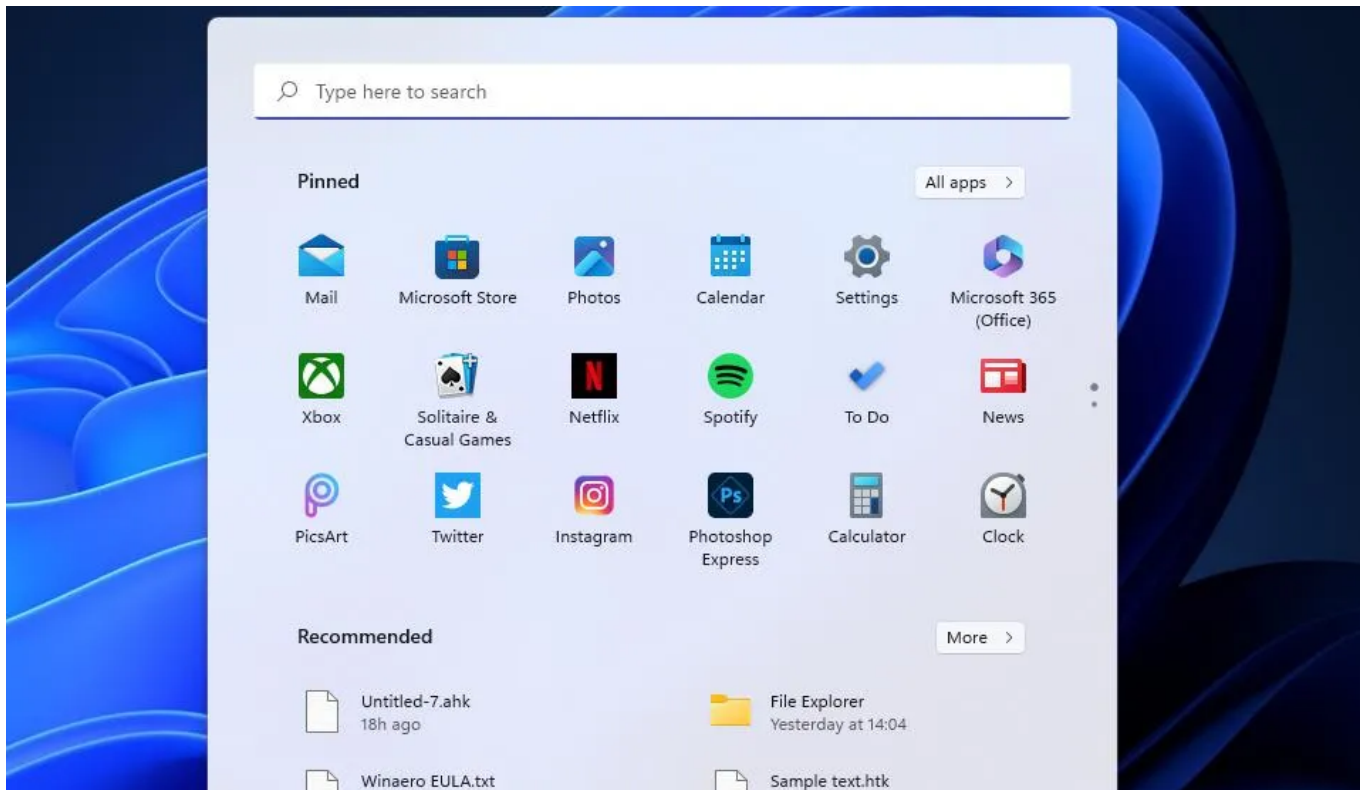 Type here to search
Pinned
All apps
Mail
Microsoft Store
Photos
Calendar
Settings
Microsoft 365
(Office)
Xbox
Solitaire &
Casual Games
Netflix
Spotify
To Do
News
PicsArt
Twitter
Instagram
Ps
Photoshop
Express
Calculator
Clock
Recommended
More
Untitled-7.ahk
18h ago
File Explorer
Yesterday at 14:04
Winaero EULA.txt
Sample text.htk